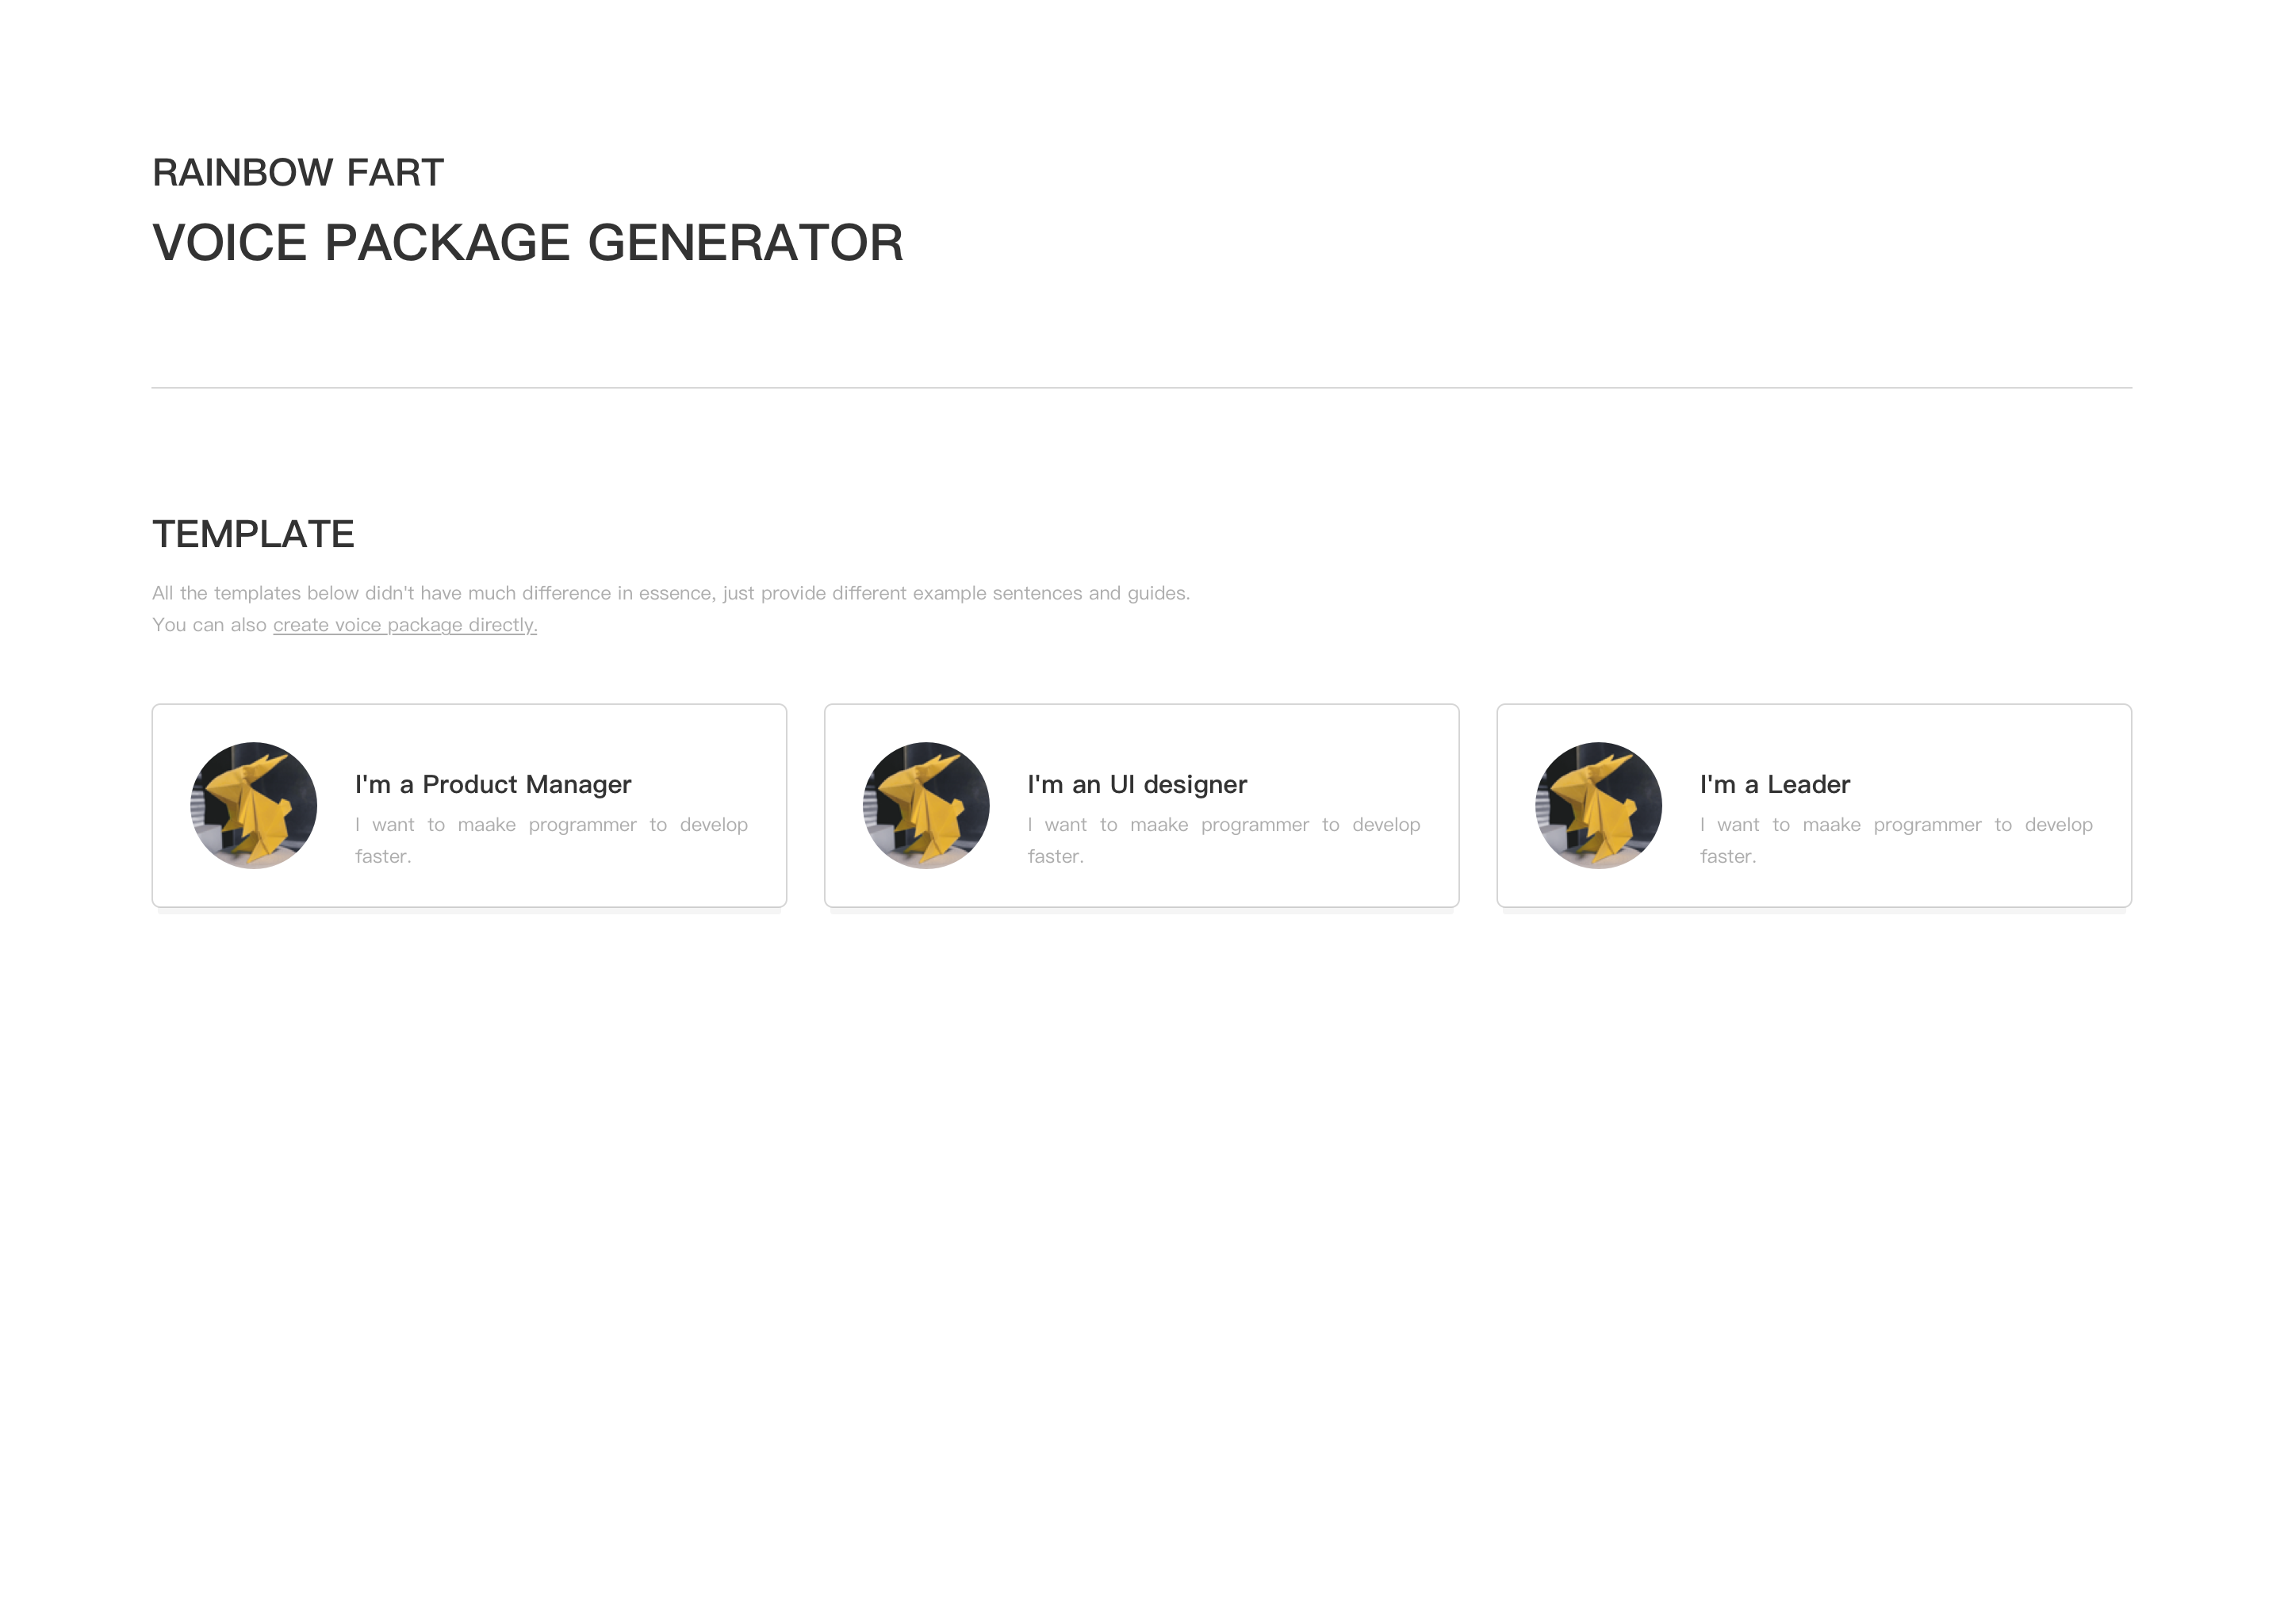 RAINBOW FART
VOICE PACKAGE GENERATOR
TEMPLATE
All the templates below didn't have much difference in essence, just provide different example sentences and guides.
You can also create voice package directly.
I'm a Product Manager
I want to maake programmer to develop
faster.
I'm an UI designer
I want to maake programmer to develop
faster.
I'm a Leader
I want to maake programmer to develop
faster.